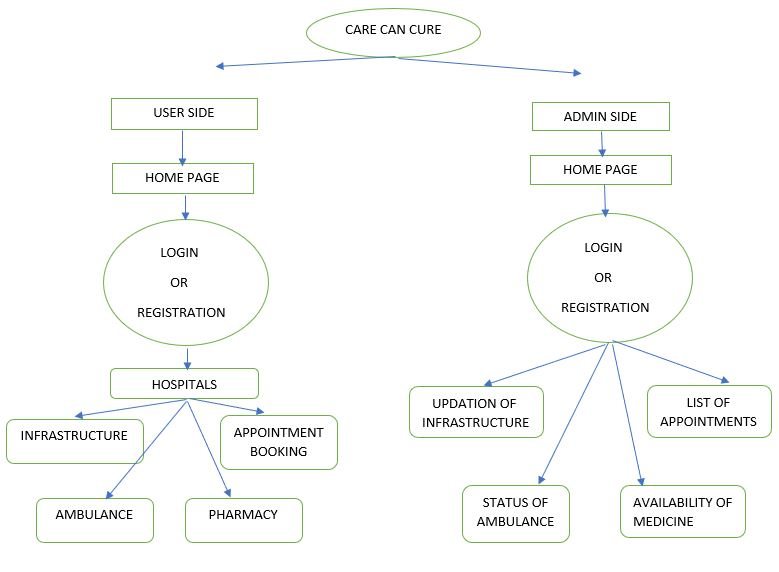 CARE CAN CURE
USER SIDE
HOME PAGE
LOGIN
OR
REGISTRATION
HOSPITALS
INFRASTRUCTURE
APPOINTMENT
BOOKING
AMBULANCE
PHARMACY
ADMIN SIDE
HOME PAGE
LOGIN
OR
REGISTRATION
UPDATION OF
INFRASTRUCTURE
LIST OF
APPOINTMENTS
STATUS OF
AMBULANCE
AVAILABILITY OF
MEDICINE